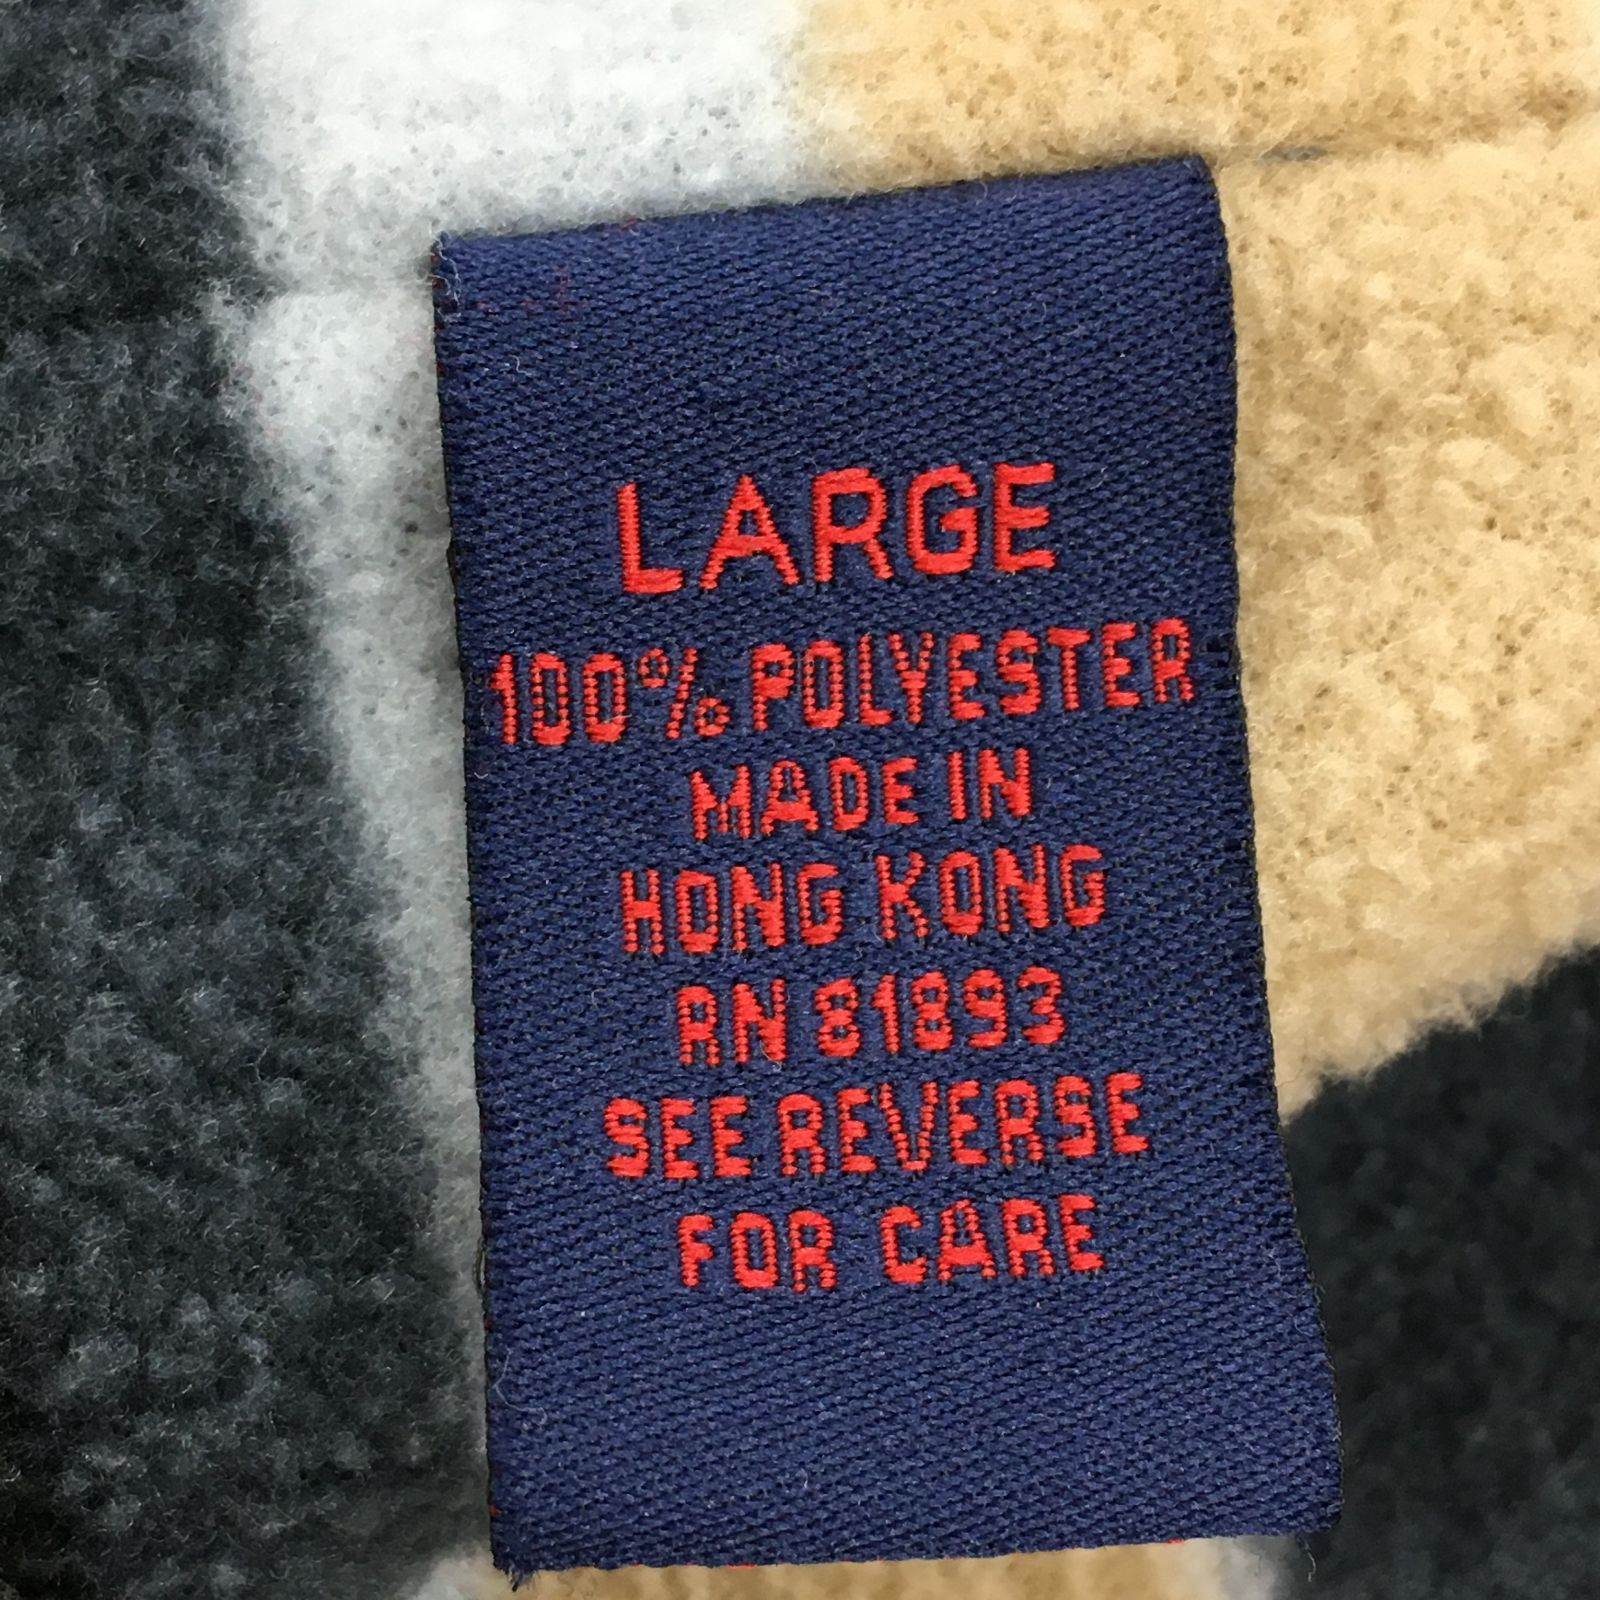 LARGE
100% POLYESTER
MADE IN
HONG KONG
RN 81893
SEE REVERSE
FOR CARE